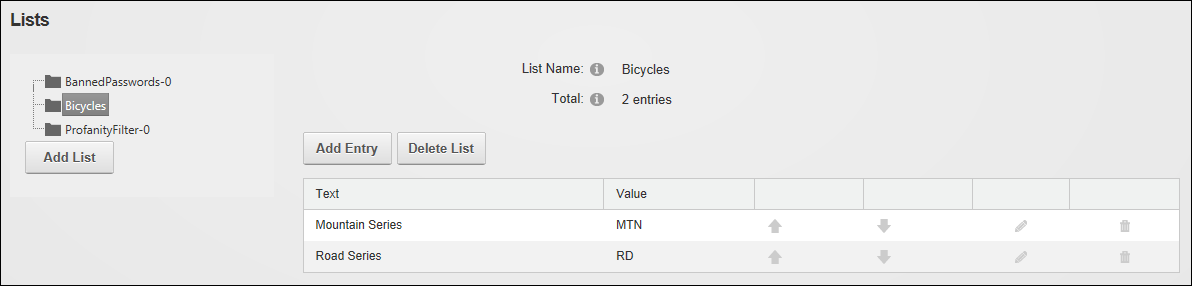 Lists
BannedPasswords-0
Bicycles
ProfanityFilter-0
Add List
List Name: Bicycles
Total: 2 entries
Add Entry Delete List
Text Value
Mountain Series MTN
Road Series RD